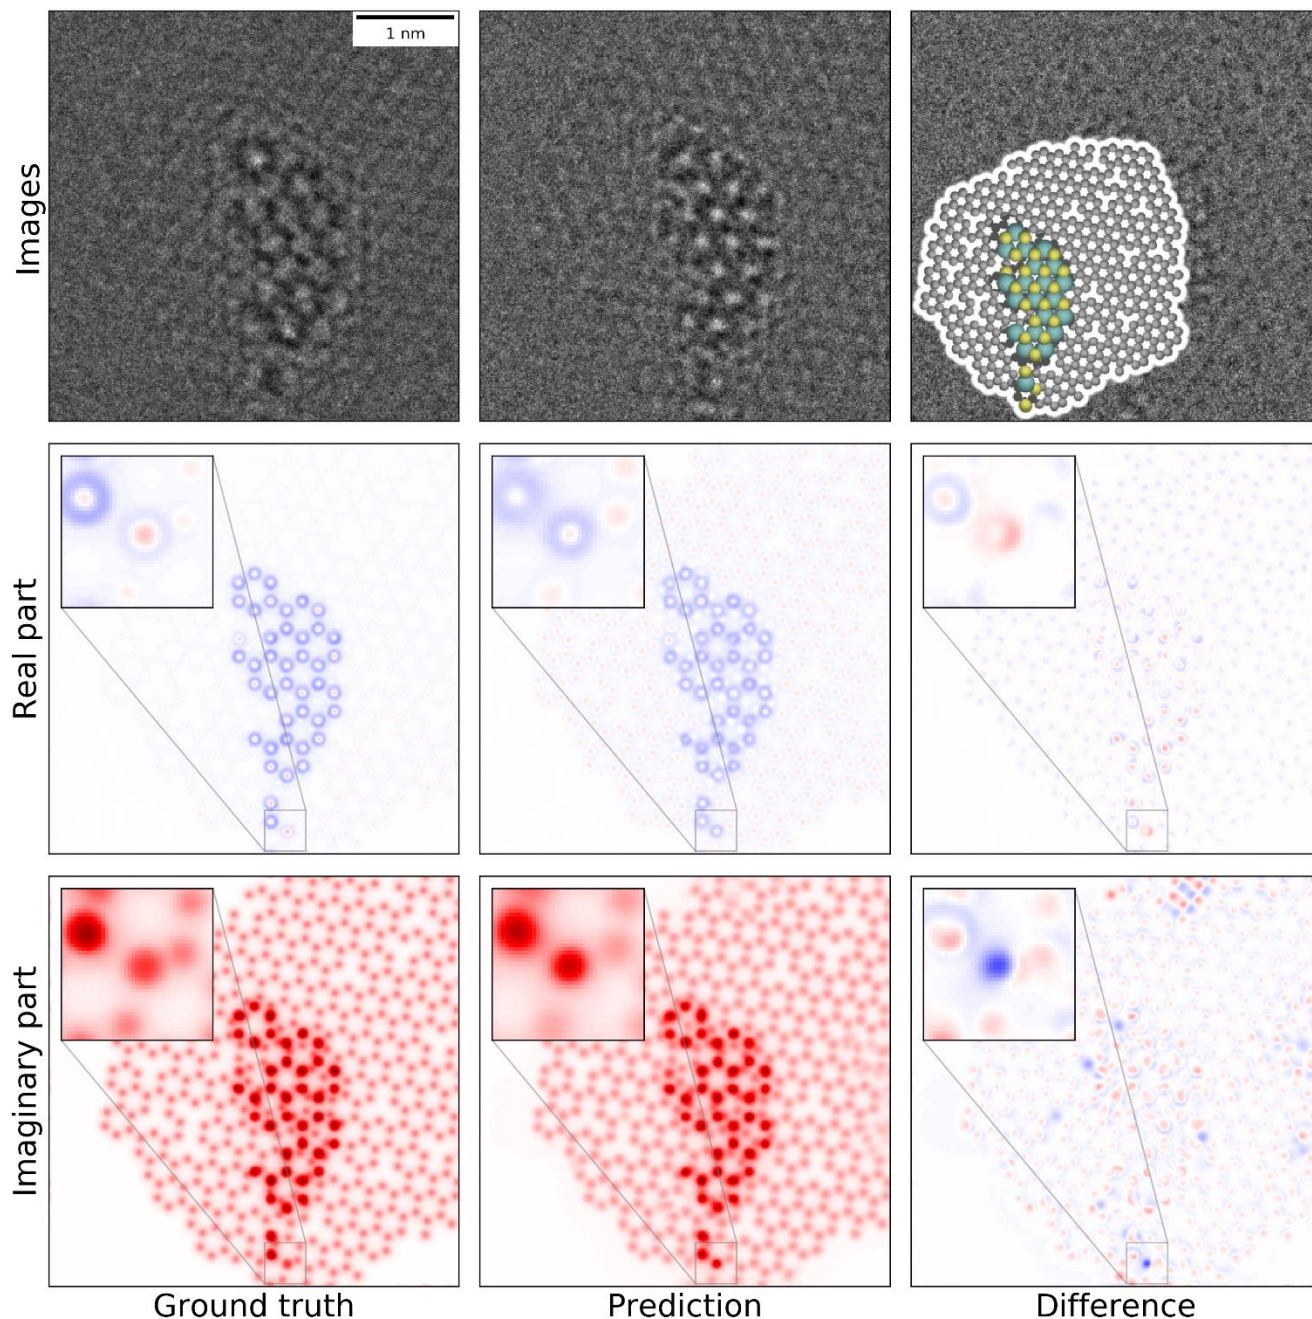 1 nm
Images
Real part
Imaginary part
Ground truth
Prediction
Difference